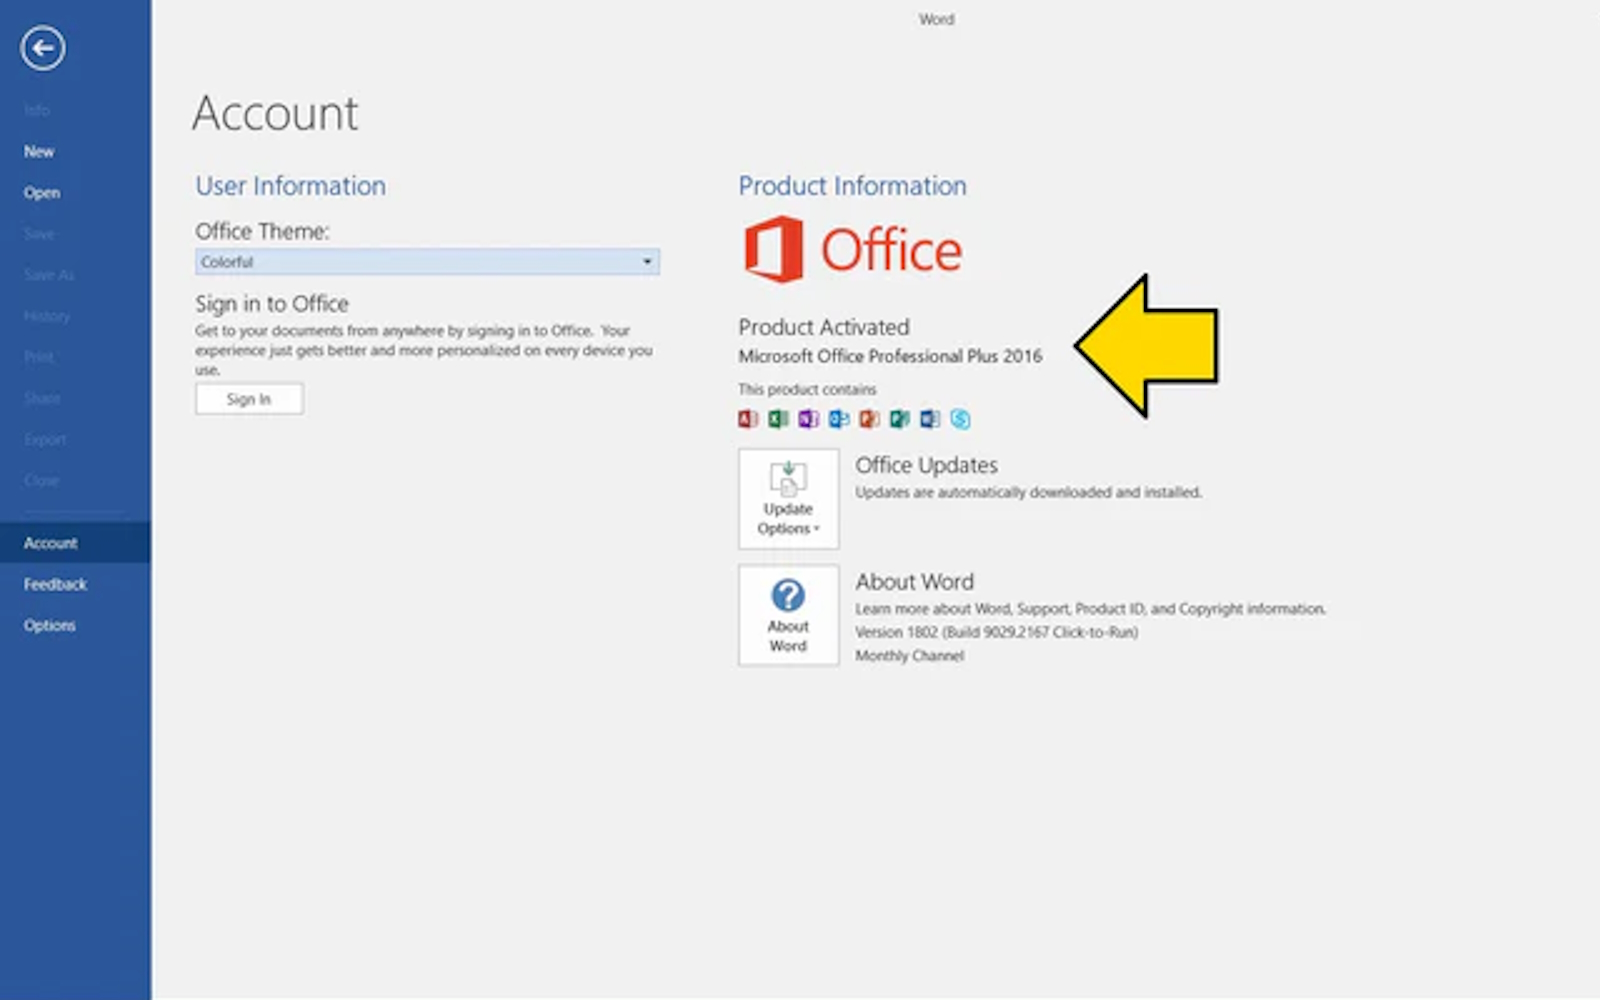 Word
Info
New
Open
Save
Save As
History
Print
Share
Export
Close
Account
Feedback
Options
Account
User Information
Office Theme:
Colorful
Sign in to Office
Get to your documents from anywhere by signing in to Office. Your
experience just gets better and more personalized on every device you
use.
Sign In
Product Information
Office
Product Activated
Microsoft Office Professional Plus 2016
This product contains
Update
Options
Office Updates
Updates are automatically downloaded and installed.
?
About
Word
About Word
Learn more about Word, Support, Product ID, and Copyright information.
Version 1802 (Build 9029.2167 Click-to-Run)
Monthly Channel